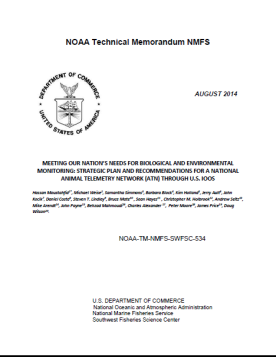 NOAA Technical Memorandum NMFS
DEPARTMENT OF COMMERCE
UNITED STATES OF AMERICA
AUGUST 2014
MEETING OUR NATION'S NEEDS FOR BIOLOGICAL AND ENVIRONMENTAL
MONITORING: STRATEGIC PLAN AND RECOMMENDATIONS FOR A NATIONAL
ANIMAL TELEMETRY NETWORK (ATN) THROUGH U.S. IOOS
Hassan Moustahfid, Michael Weise, Samantha Simmons, Barbara Block, Kim Holland, Jerry Ault, John
Kocik, Daniel Costa, Steven T. Lindley, Bruce Mate, Sean Hayes, Christopher M. Holbrook, Andrew Seitz,
Mike Arendt, John Payne, Behzad Mahmoudi, Charles Alexander, Peter Moore, James Price, Doug
Wilson
NOAA-TM-NMFS-SWFSC-534
U.S. DEPARTMENT OF COMMERCE
National Oceanic and Atmospheric Administration
National Marine Fisheries Service
Southwest Fisheries Science Center